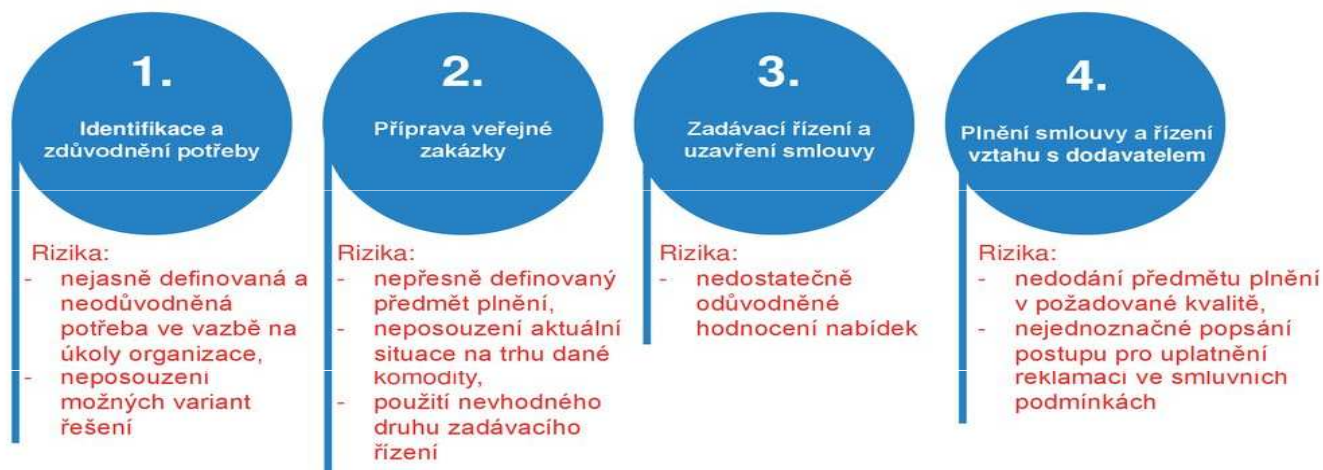 1.
Identifikace a
zdůvodnění potřeby
Rizika:
- nejasně definovaná a
neodůvodněná
potřeba ve vazbě na
úkoly organizace,
- neposouzení
možných variant
řešení
2.
Příprava veřejné
zakázky
Rizika:
- nepřesně definovaný
předmět plnění,
- neposouzení aktuální
situace na trhu dané
komodity,
- použití nevhodného
druhu zadávacího
řízení
3.
Zadávací řízení a
uzavření smlouvy
Rizika:
- nedostatečně
odůvodněné
hodnocení nabídek
4.
Plnění smlouvy a řízení
vztahu s dodavatelem
Rizika:
- nedodání předmětu plnění
v požadované kvalitě,
- nejednoznačné popsání
postupu pro uplatnění
reklamací ve smluvních
podmínkách